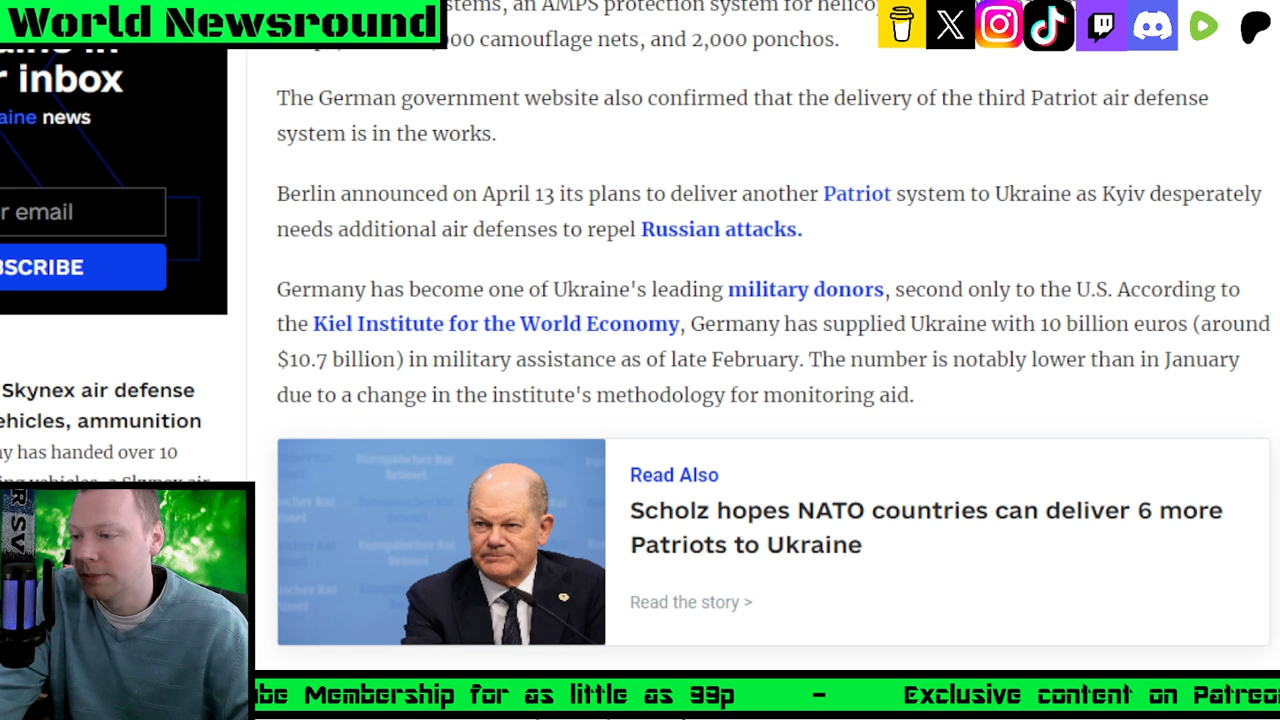 World Newsround
stems, an AMPS protection system for helico
000 camouflage nets, and 2,000 ponchos.
r inbox
aine news
r email
BSCRIBE
The German government website also confirmed that the delivery of the third Patriot air defense
system is in the works.
Berlin announced on April 13 its plans to deliver another Patriot system to Ukraine as Kyiv desperately
needs additional air defenses to repel Russian attacks.
Germany has become one of Ukraine's leading military donors, second only to the U.S. According to
the Kiel Institute for the World Economy, Germany has supplied Ukraine with 10 billion euros (around
$10.7 billion) in military assistance as of late February. The number is notably lower than in January
due to a change in the institute's methodology for monitoring aid.
Skynex air defense
ehicles, ammunition
ny has handed over 10
Europäischer Rat
Brüssel
Read Also
Scholz hopes NATO countries can deliver 6 more
Patriots to Ukraine
Read the story >
R SV
ube Membership for as little as 99p - Exclusive content on Patreo